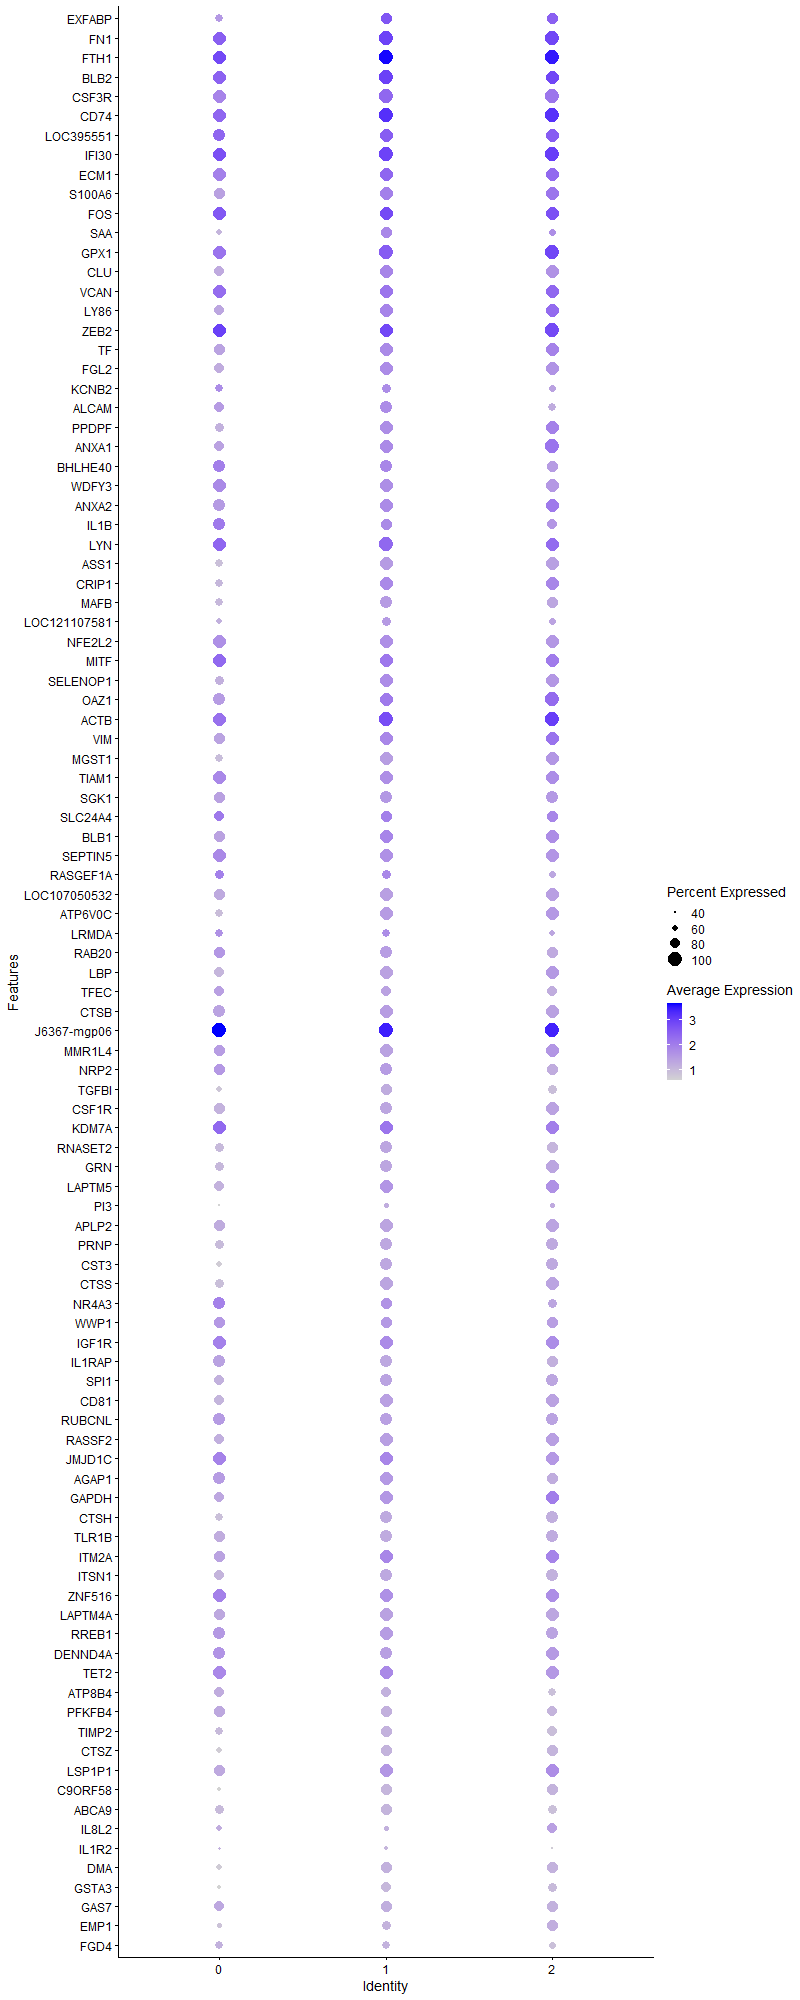 EXFABP
FN1
FTH1
BLB2
CSF3R
CD74
LOC395551
IFI30
ECM1
S100A6
FOS
SAA
GPX1
CLU
VCAN
LY86
ZEB2
TF
FGL2
KCNB2
ALCAM
PPDPF
ANXA1
BHLHE40
WDFY3
ANXA2
IL1B
LYN
ASS1
CRIP1
MAFB
LOC121107581
NFE2L2
MITF
SELENOP1
OAZ1
ACTB
VIM
MGST1
TIAM1
SGK1
SLC24A4
BLB1
SEPTIN5
RASGEF1A
LOC107050532
ATP6V0C
LRMDA
RAB20
LBP
TFEC
CTSB
J6367-mgp06
MMR1L4
NRP2
TGFBI
CSF1R
KDM7A
RNASET2
GRN
LAPTM5
PI3
APLP2
PRNP
CST3
CTSS
NR4A3
WWP1
IGF1R
IL1RAP
SPI1
CD81
RUBCNL
RASSF2
JMJD1C
AGAP1
GAPDH
CTSH
TLR1B
ITM2A
ITSN1
ZNF516
LAPTM4A
RREB1
DENND4A
TET2
ATP8B4
PFKFB4
TIMP2
CTSZ
LSP1P1
C9ORF58
ABCA9
IL8L2
IL1R2
DMA
GSTA3
GAS7
EMP1
FGD4
Features
0 1 2
Identity
Percent Expressed
40
60
80
100
Average Expression
3
2
1